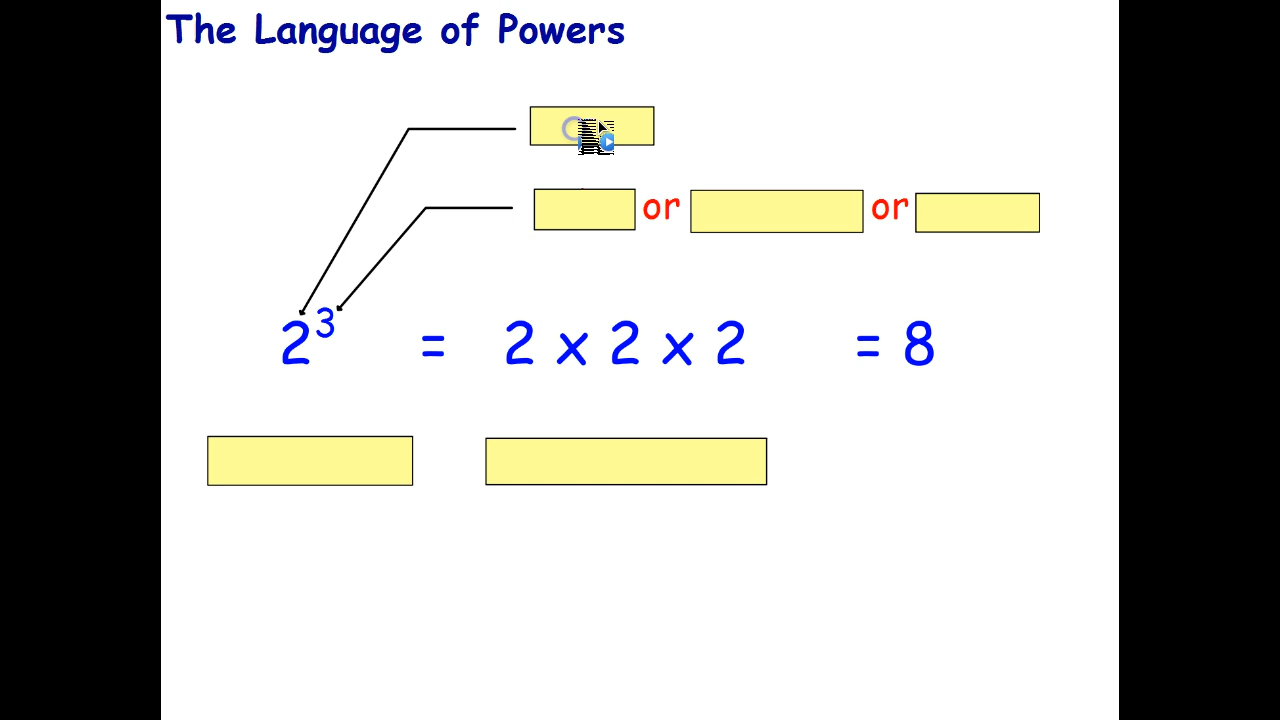 The Language of Powers
or or
2³ = 2 x 2 x 2 = 8